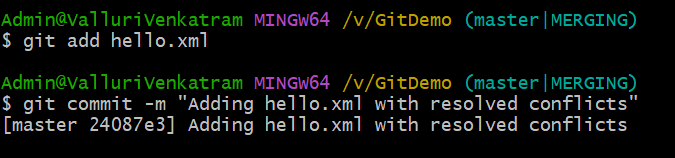 Admin@ValluriVenkatram MINGW64 /v/GitDemo (master|MERGING)
$ git add hello.xml
Admin@ValluriVenkatram MINGW64 /v/GitDemo (master|MERGING)
$ git commit -m "Adding hello.xml with resolved conflicts"
[master 24087e3] Adding hello.xml with resolved conflicts